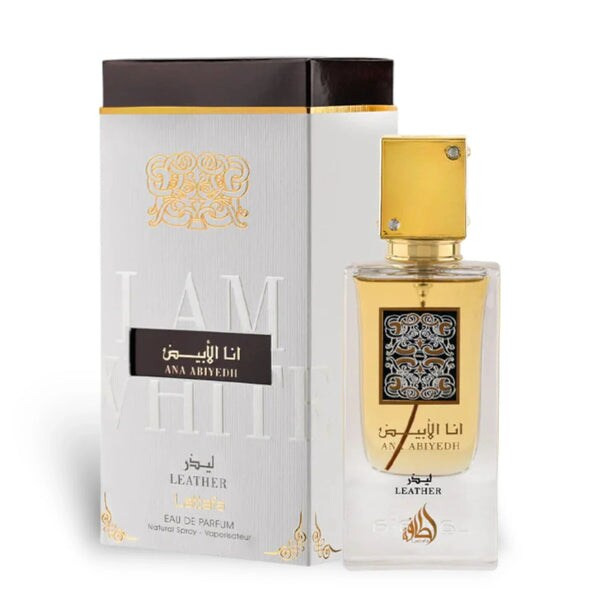 I AM
WHITE
انا الأبيض
ANA ABIYEDH
ليذر
LEATHER
Lattafa
EAU DE PARFUM
Natural Spray - Vaporisateur
انا الأبيض
ANA ABIYEDH
ليذر
LEATHER
لطافة